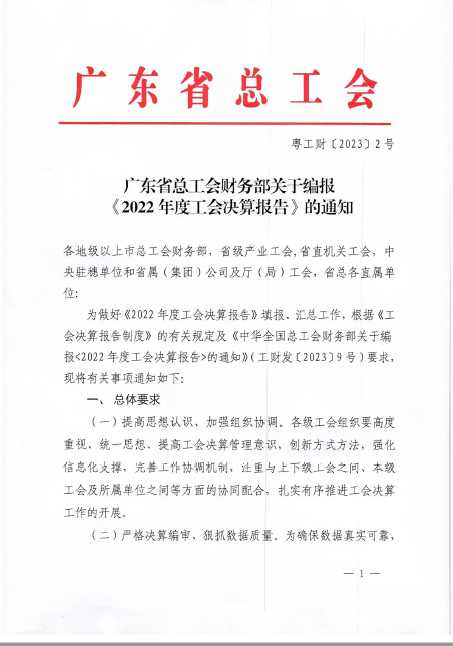 广东省总工会
粤工财〔2023〕2号
广东省总工会财务部关于编报
《2022年度工会决算报告》的通知
各地级以上市总工会财务部，省级产业工会,省直机关工会，中
央驻穗单位和省属（集团）公司及厅（局）工会，省总各直属单
位:
为做好《2022年度工会决算报告》填报、汇总工作，根据《工
会决算报告制度》的有关规定及《中华全国总工会财务部关于编
报<2022年度工会决算报告>的通知》（工财发〔2023〕9号）要求，
现将有关事项通知如下:
一、总体要求
（一）提高思想认识、加强组织协调。各级工会组织要高度
重视、统一思想、提高工会决算管理意识，创新方式方法，强化
信息化支撑，完善工作协调机制，注重与上下级工会之间、本级
工会及所属单位之间等方面的协同配合，扎实有序推进工会决算
工作的开展。
（二）严格决算编审、狠抓数据质量。为确保数据真实可靠，
— 1 —